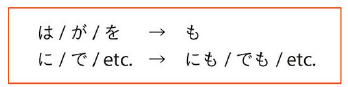 は / が / を → も
に / で / etc. → にも / でも / etc.